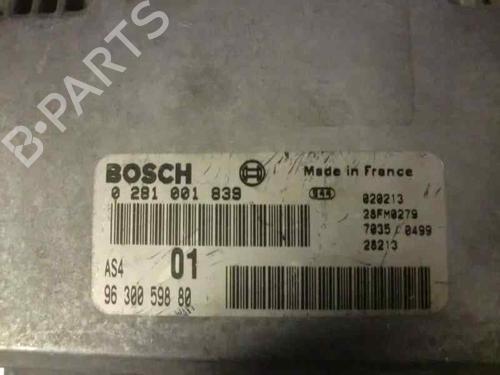 B-PARTS
BOSCH Made in France
0 281 001 839 944 020213
28FM0279
7035 0499
28213
AS4 01
96 300 598 80